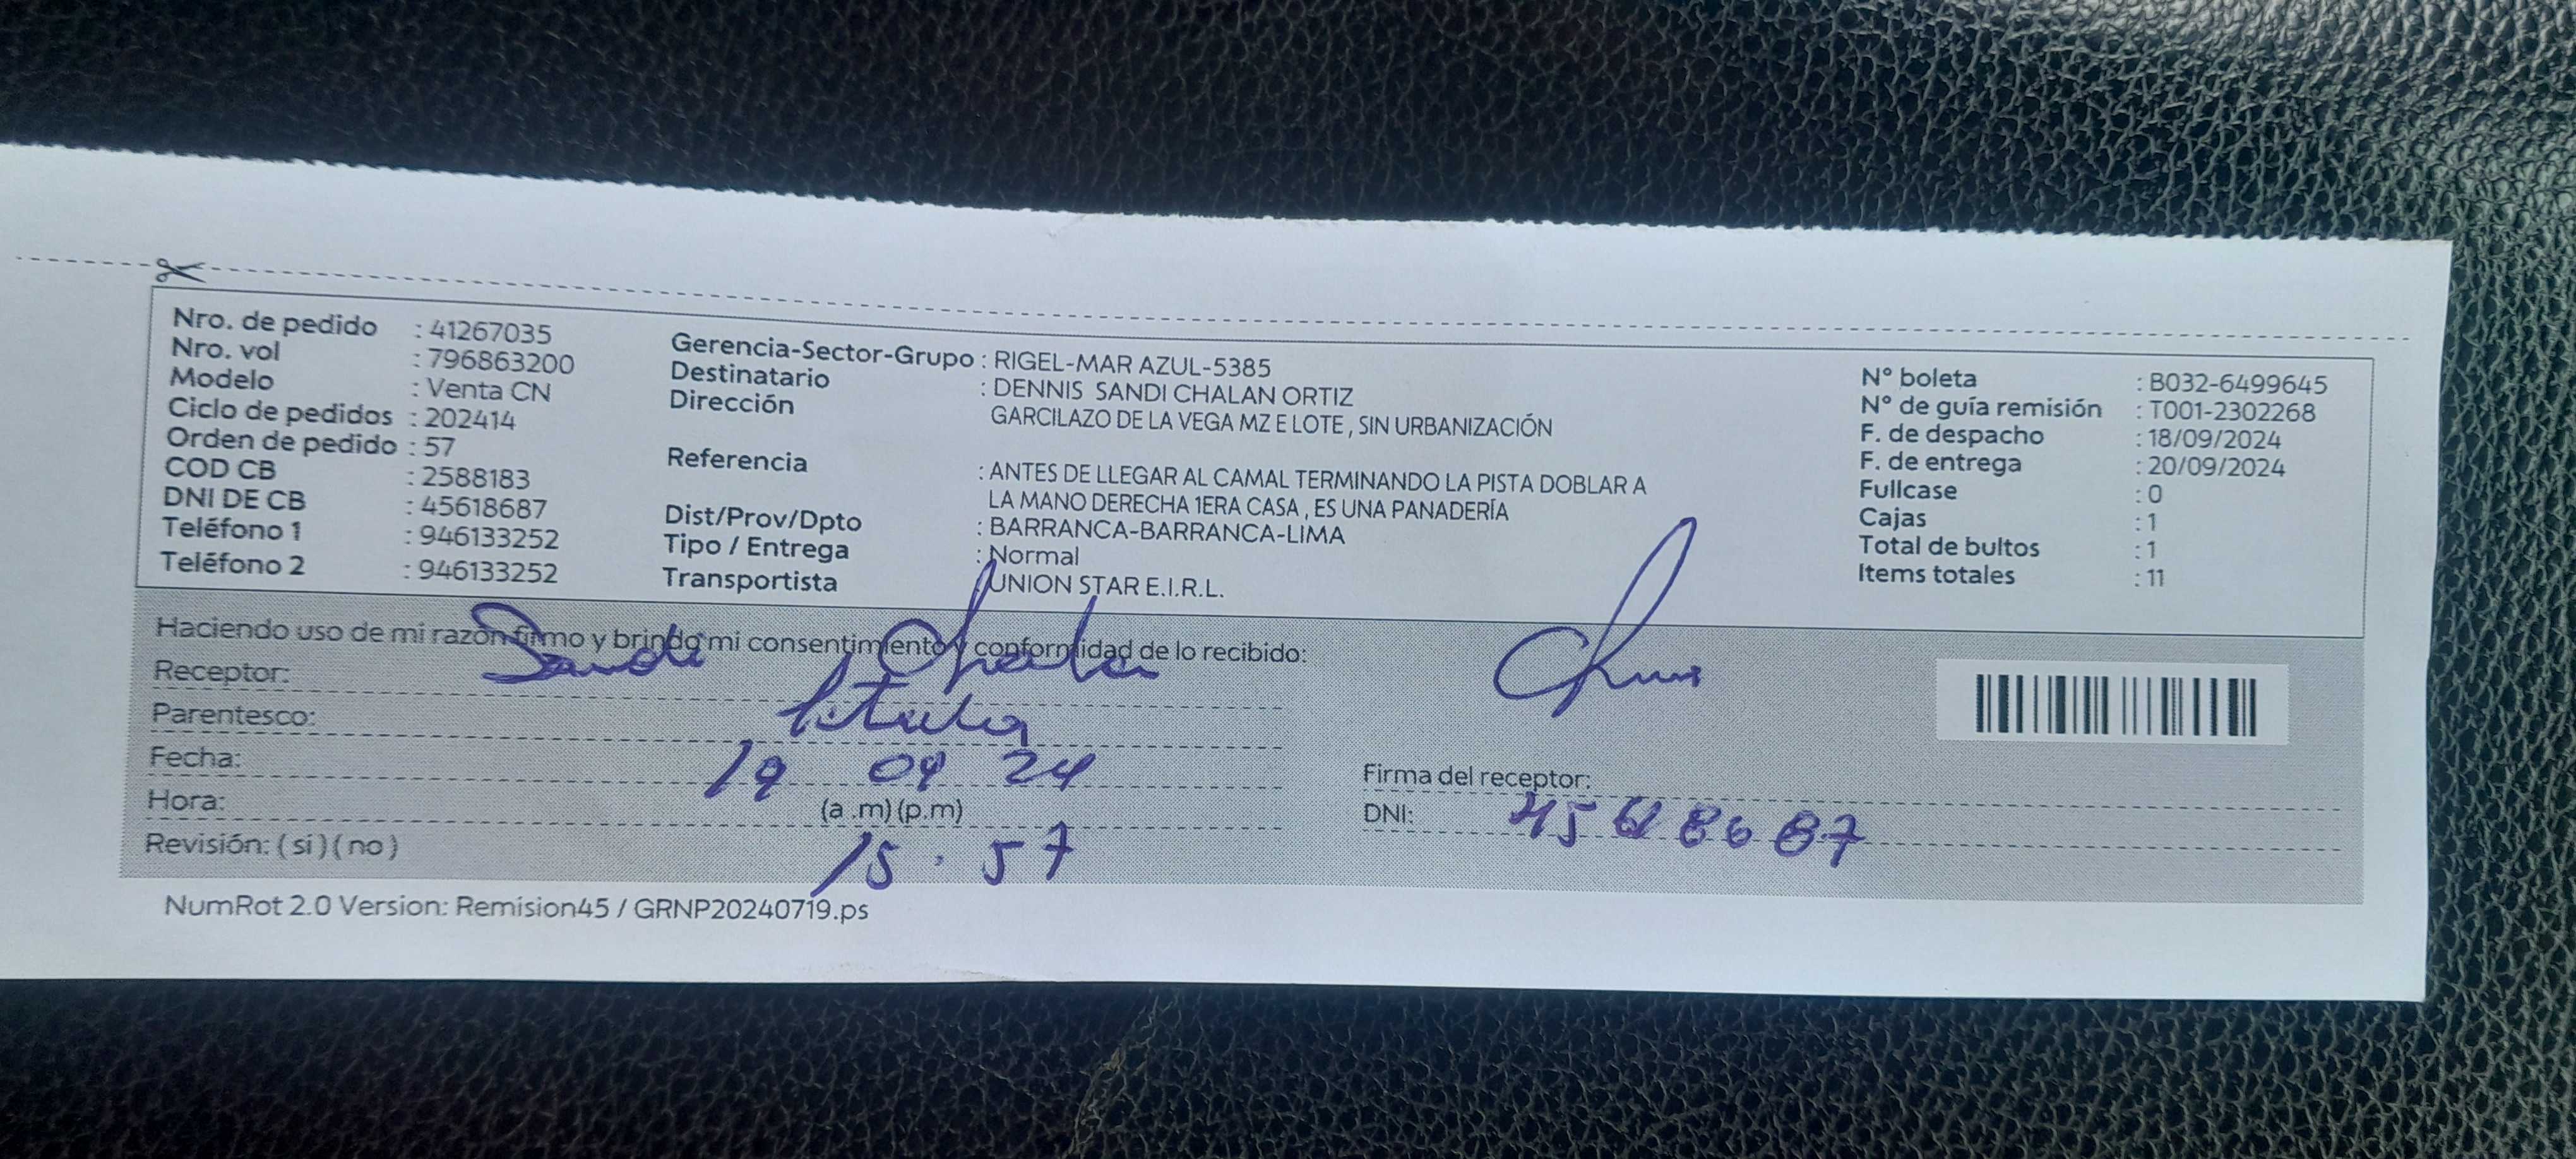 Nro. de pedido : 41267035
Nro. vol : 796863200
Modelo : Venta CN
Ciclo de pedidos : 202414
Orden de pedido : 57
COD CB : 2588183
DNI DE CB : 45618687
Teléfono 1 : 946133252
Teléfono 2 : 946133252
Gerencia-Sector-Grupo : RIGEL-MAR AZUL-5385
Destinatario : DENNIS SANDI CHALAN ORTIZ
Dirección GARCILAZO DE LA VEGA MZ E LOTE , SIN URBANIZACIÓN
Referencia : ANTES DE LLEGAR AL CAMAL TERMINANDO LA PISTA DOBLAR A
LA MANO DERECHA 1ERA CASA , ES UNA PANADERÍA
Dist/Prov/Dpto : BARRANCA-BARRANCA-LIMA
Tipo / Entrega : Normal
Transportista : UNION STAR E.I.R.L.
N° boleta : B032-6499645
N° de guía remisión : T001-2302268
F. de despacho : 18/09/2024
F. de entrega : 20/09/2024
Fullcase : 0
Cajas : 1
Total de bultos : 1
Items totales : 11
Haciendo uso de mi razón firmo y brindo mi consentimiento y conformidad de lo recibido:
Receptor: Sandi Chalan
Parentesco: titular
Fecha: 19 09 24
Hora: (a .m) (p.m)
15 . 57
Revisión: ( si ) ( no )
Firma del receptor:
DNI: 45618687
NumRot 2.0 Version: Remision45 / GRNP20240719.ps